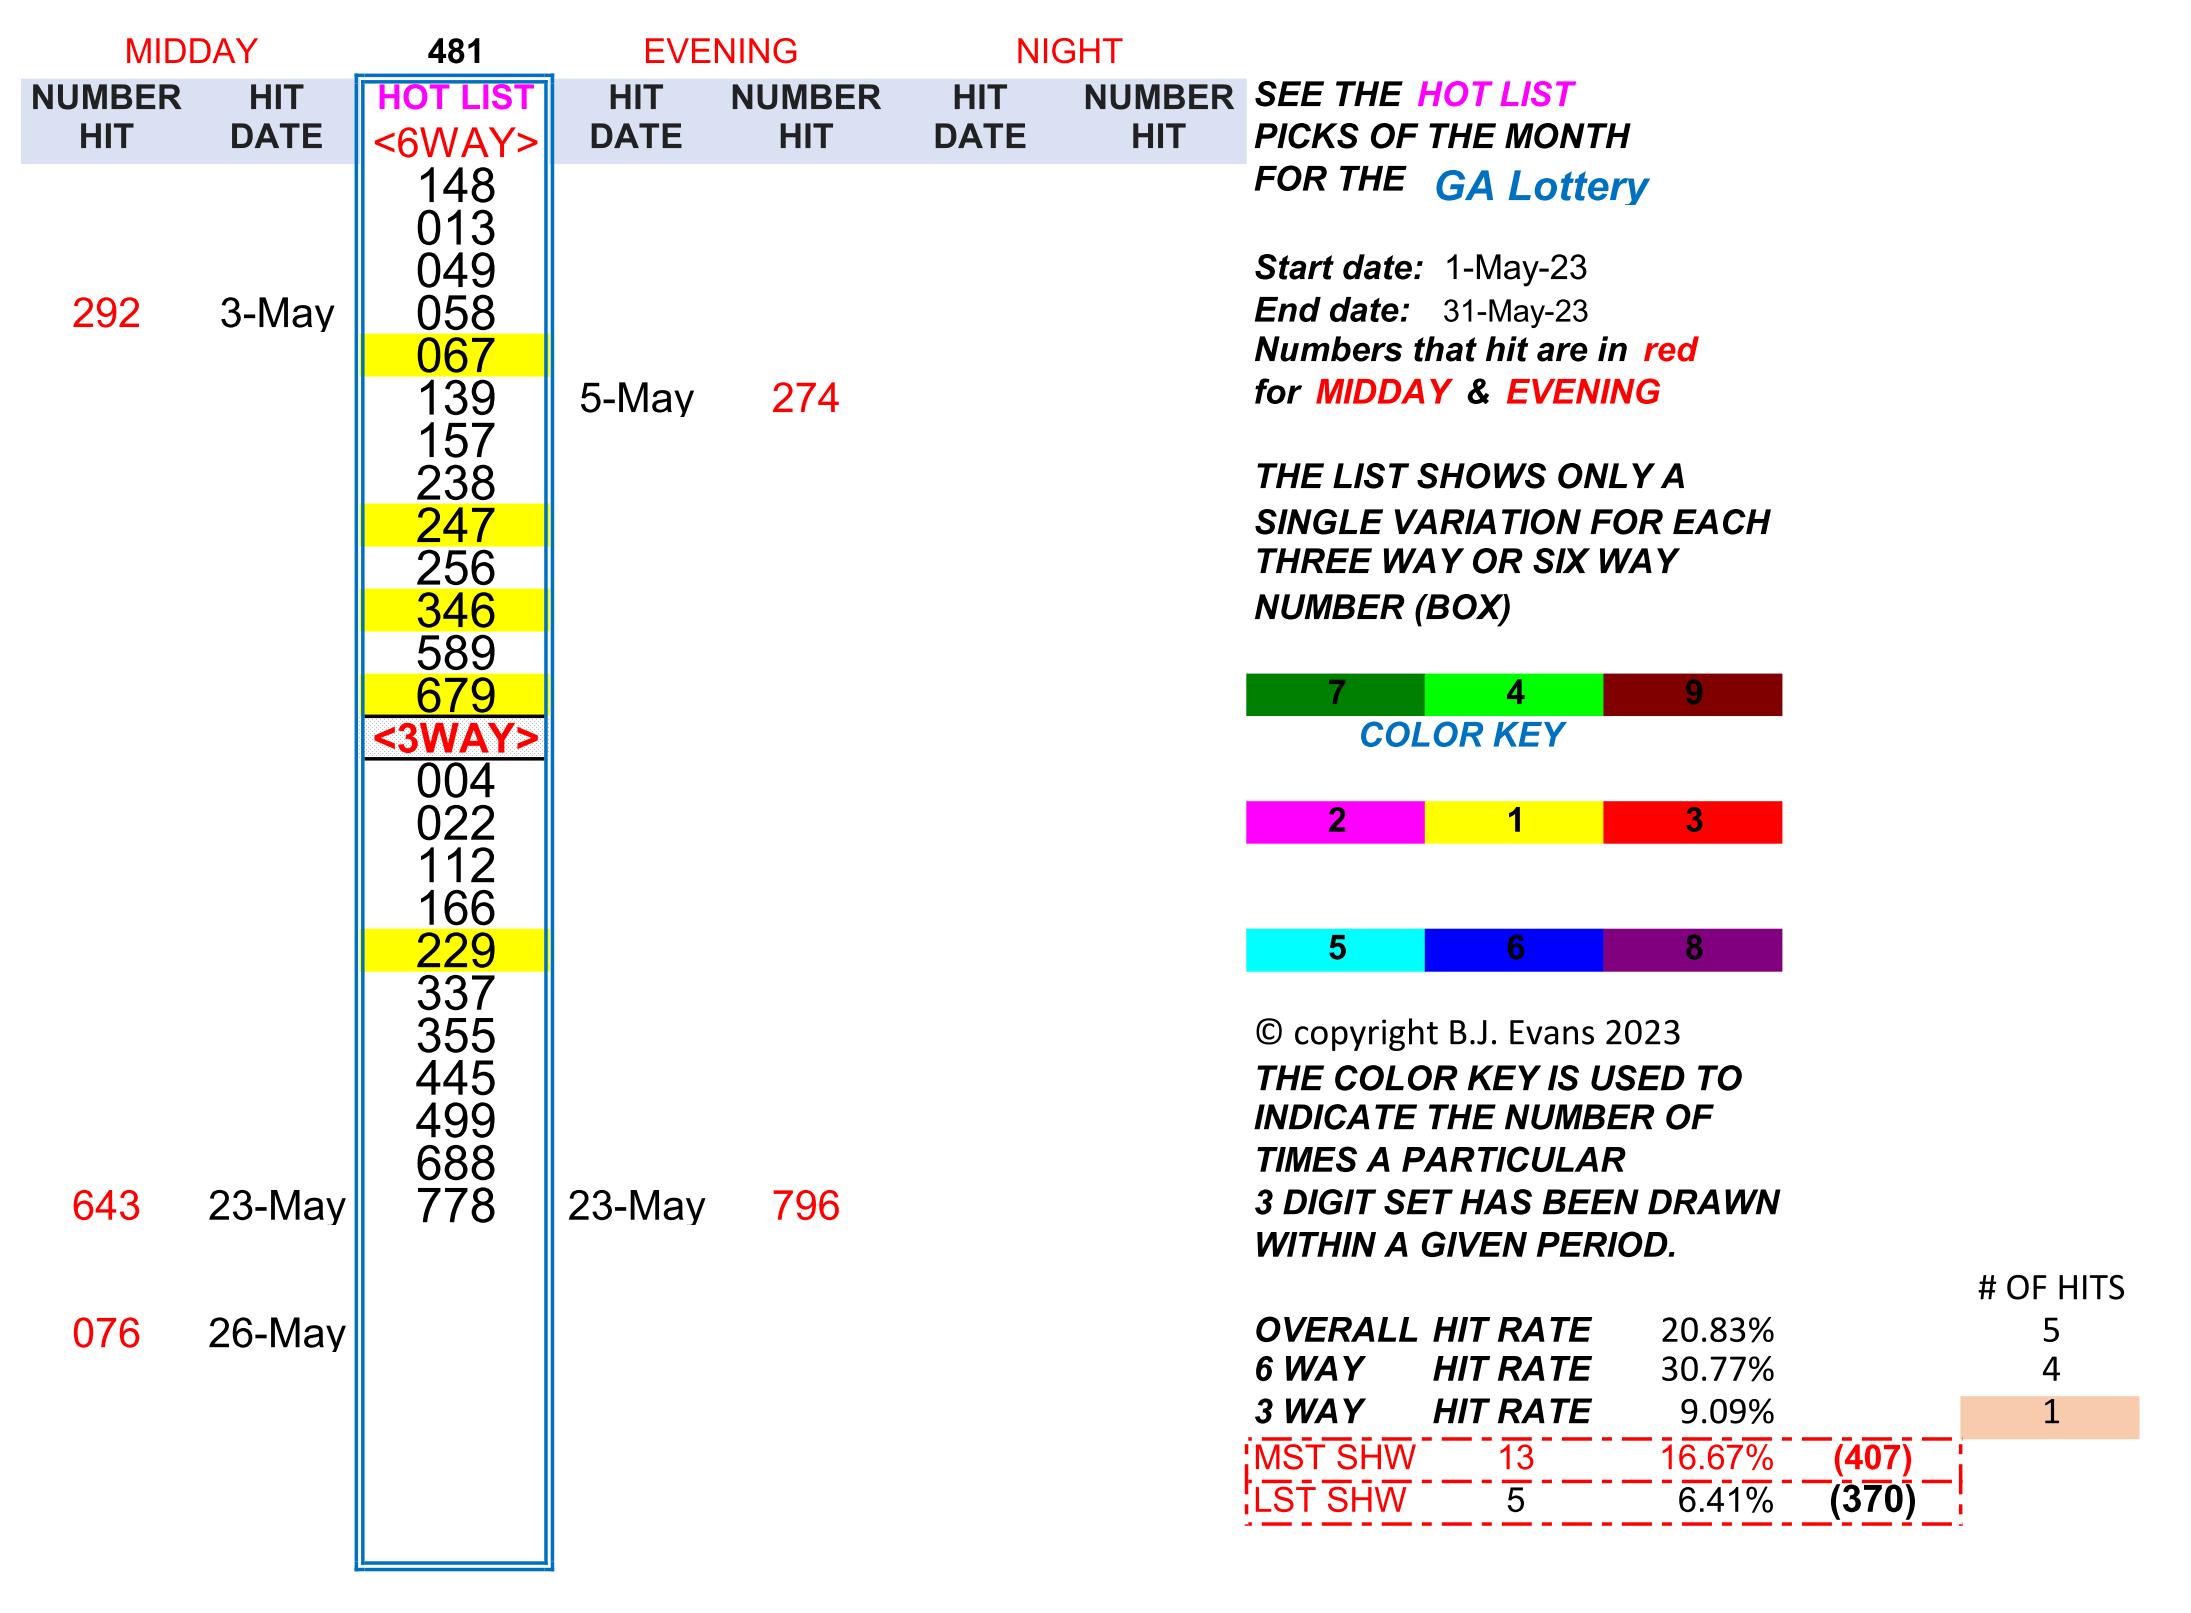 MIDDAY 481 EVENING NIGHT
NUMBER HIT HOT LIST HIT NUMBER HIT NUMBER
HIT DATE <6WAY> DATE HIT DATE HIT
148
013
049
292 3-May 058
067
139 5-May 274
157
238
247
256
346
589
679
<3WAY>
004
022
112
166
229
337
355
445
499
688
643 23-May 778 23-May 796
076 26-May
SEE THE HOT LIST
PICKS OF THE MONTH
FOR THE GA Lottery
Start date: 1-May-23
End date: 31-May-23
Numbers that hit are in red
for MIDDAY & EVENING
THE LIST SHOWS ONLY A
SINGLE VARIATION FOR EACH
THREE WAY OR SIX WAY
NUMBER (BOX)
7 4 9
COLOR KEY
2 1 3
5 6 8
© copyright B.J. Evans 2023
THE COLOR KEY IS USED TO
INDICATE THE NUMBER OF
TIMES A PARTICULAR
3 DIGIT SET HAS BEEN DRAWN
WITHIN A GIVEN PERIOD.
# OF HITS
OVERALL HIT RATE 20.83% 5
6 WAY HIT RATE 30.77% 4
3 WAY HIT RATE 9.09% 1
MST SHW 13 16.67% (407)
LST SHW 5 6.41% (370)